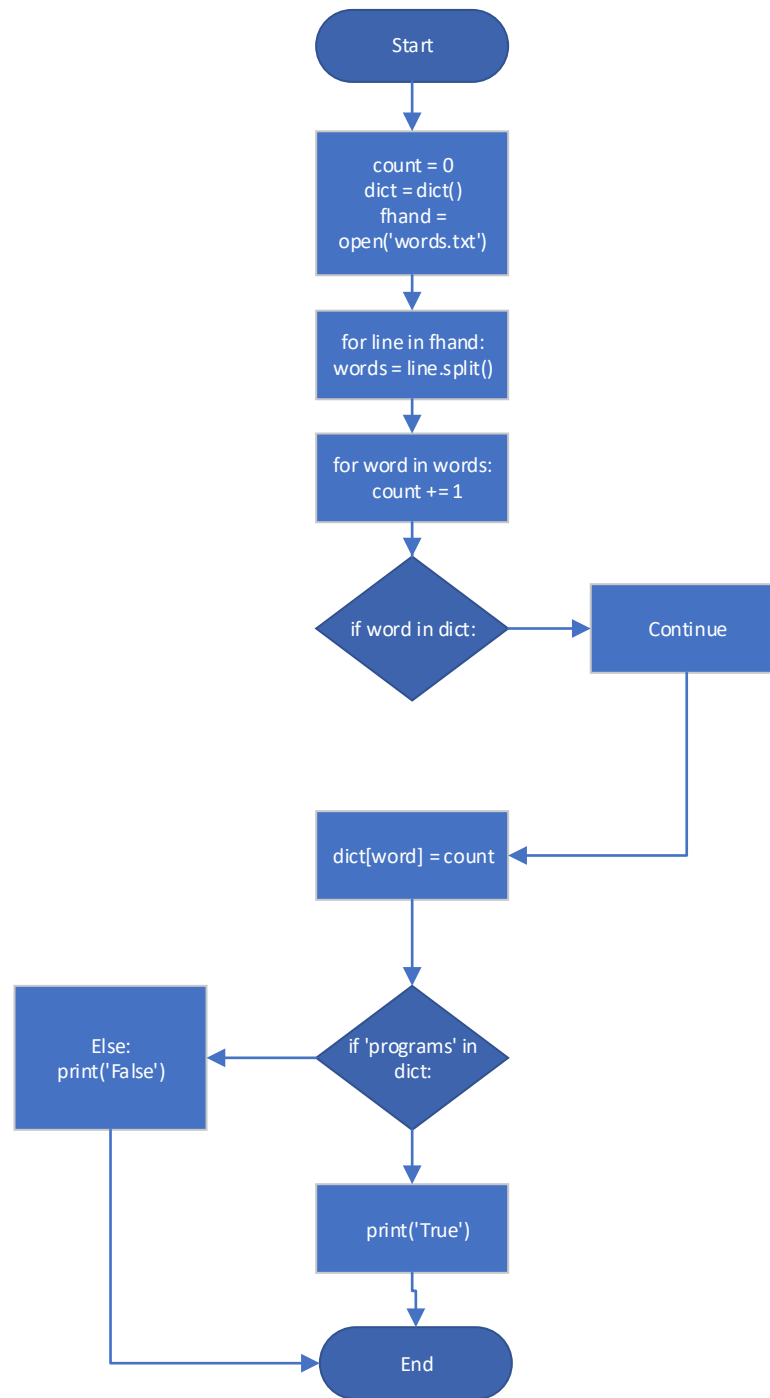 Start
count = 0
dict = dict()
fhand =
open('words.txt')
for line in fhand:
words = line.split()
for word in words:
count += 1
if word in dict:
Continue
dict[word] = count
if 'programs' in
dict:
Else:
print('False')
print('True')
End